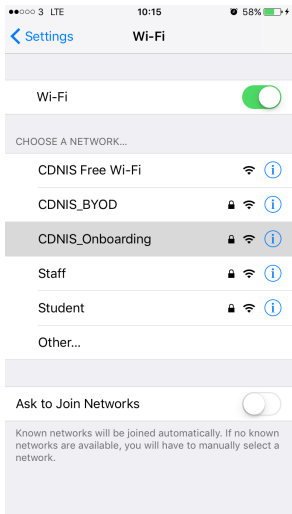 3 LTE 10:15 58%
Settings Wi-Fi
Wi-Fi
CHOOSE A NETWORK...
CDNIS Free Wi-Fi
CDNIS_BYOD
CDNIS_Onboarding
Staff
Student
Other...
Ask to Join Networks
Known networks will be joined automatically. If no known
networks are available, you will have to manually select a
network.